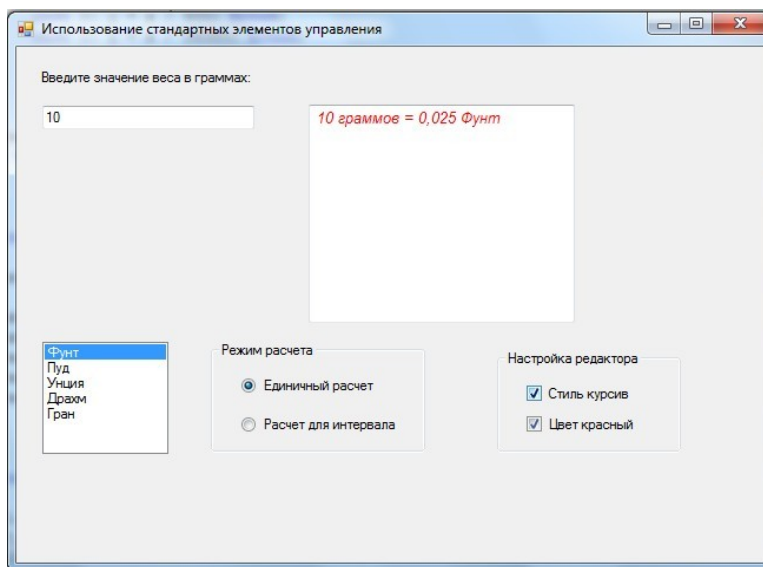 Использование стандартных элементов управления
Введите значение веса в граммах:
10
10 граммов = 0,025 Фунт
Фунт
Пуд
Унция
Драхм
Гран
Режим расчета
Единичный расчет
Расчет для интервала
Настройка редактора
Стиль курсив
Цвет красный